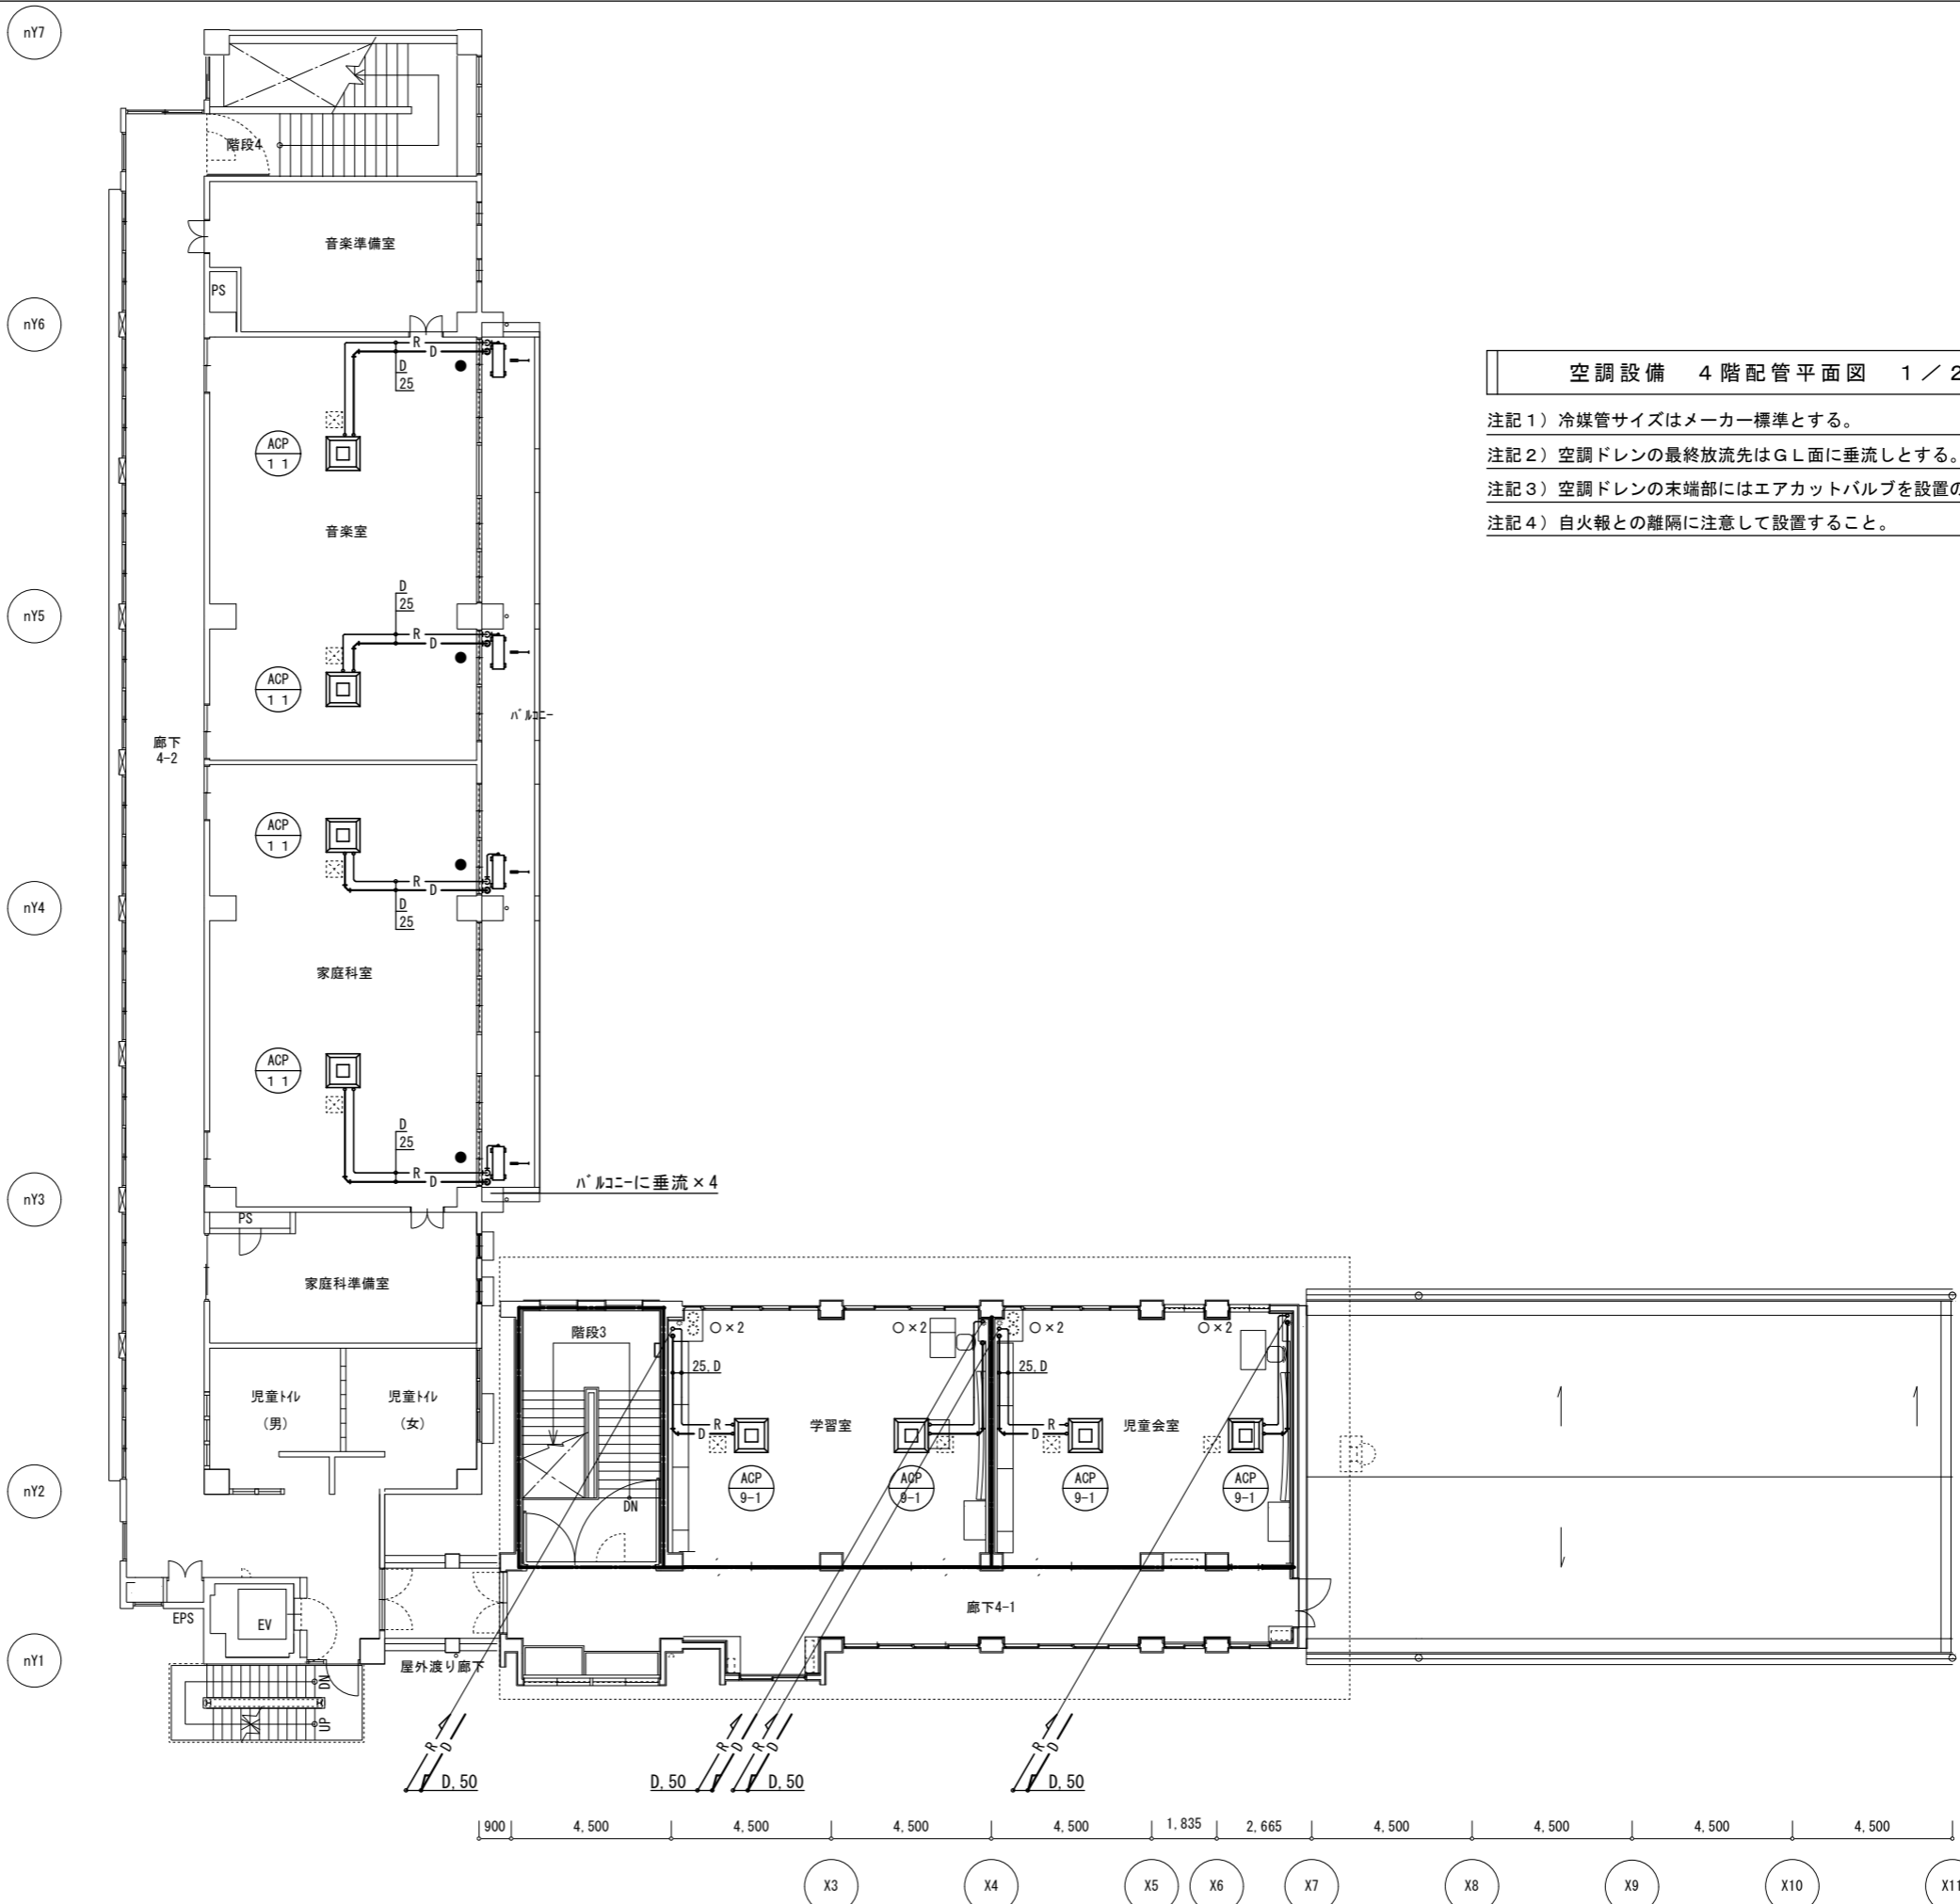 nY7
階段4
音楽準備室
PS
nY6
R
D
D
25
ACP
11
音楽室
空調設備 4階配管平面図 1/2
注記1）冷媒管サイズはメーカー標準とする。
注記2）空調ドレンの最終放流先はGL面に垂流しとする。
注記3）空調ドレンの末端部にはエアカットバルブを設置の
注記4）自火報との離隔に注意して設置すること。
nY5
D
25
R
D
ACP
11
バルコニー
廊下
4-2
ACP
11
R
D
D
25
nY4
家庭科室
ACP
11
D
25
R
D
バルコニーに垂流×4
nY3
PS
家庭科準備室
階段3
○×2
○×2
○×2
○×2
25,D
25,D
児童トイレ
(男)
児童トイレ
(女)
R
D
学習室
R
D
児童会室
ACP
9-1
ACP
9-1
ACP
9-1
ACP
9-1
nY2
DN
EPS
EV
廊下4-1
nY1
屋外渡り廊下
DN
UP
R
D
R
D
R
D
R
D
D,50
D,50
D,50
D,50
900
4,500
4,500
4,500
4,500
1,835
2,665
4,500
4,500
4,500
4,500
X3
X4
X5
X6
X7
X8
X9
X10
X11